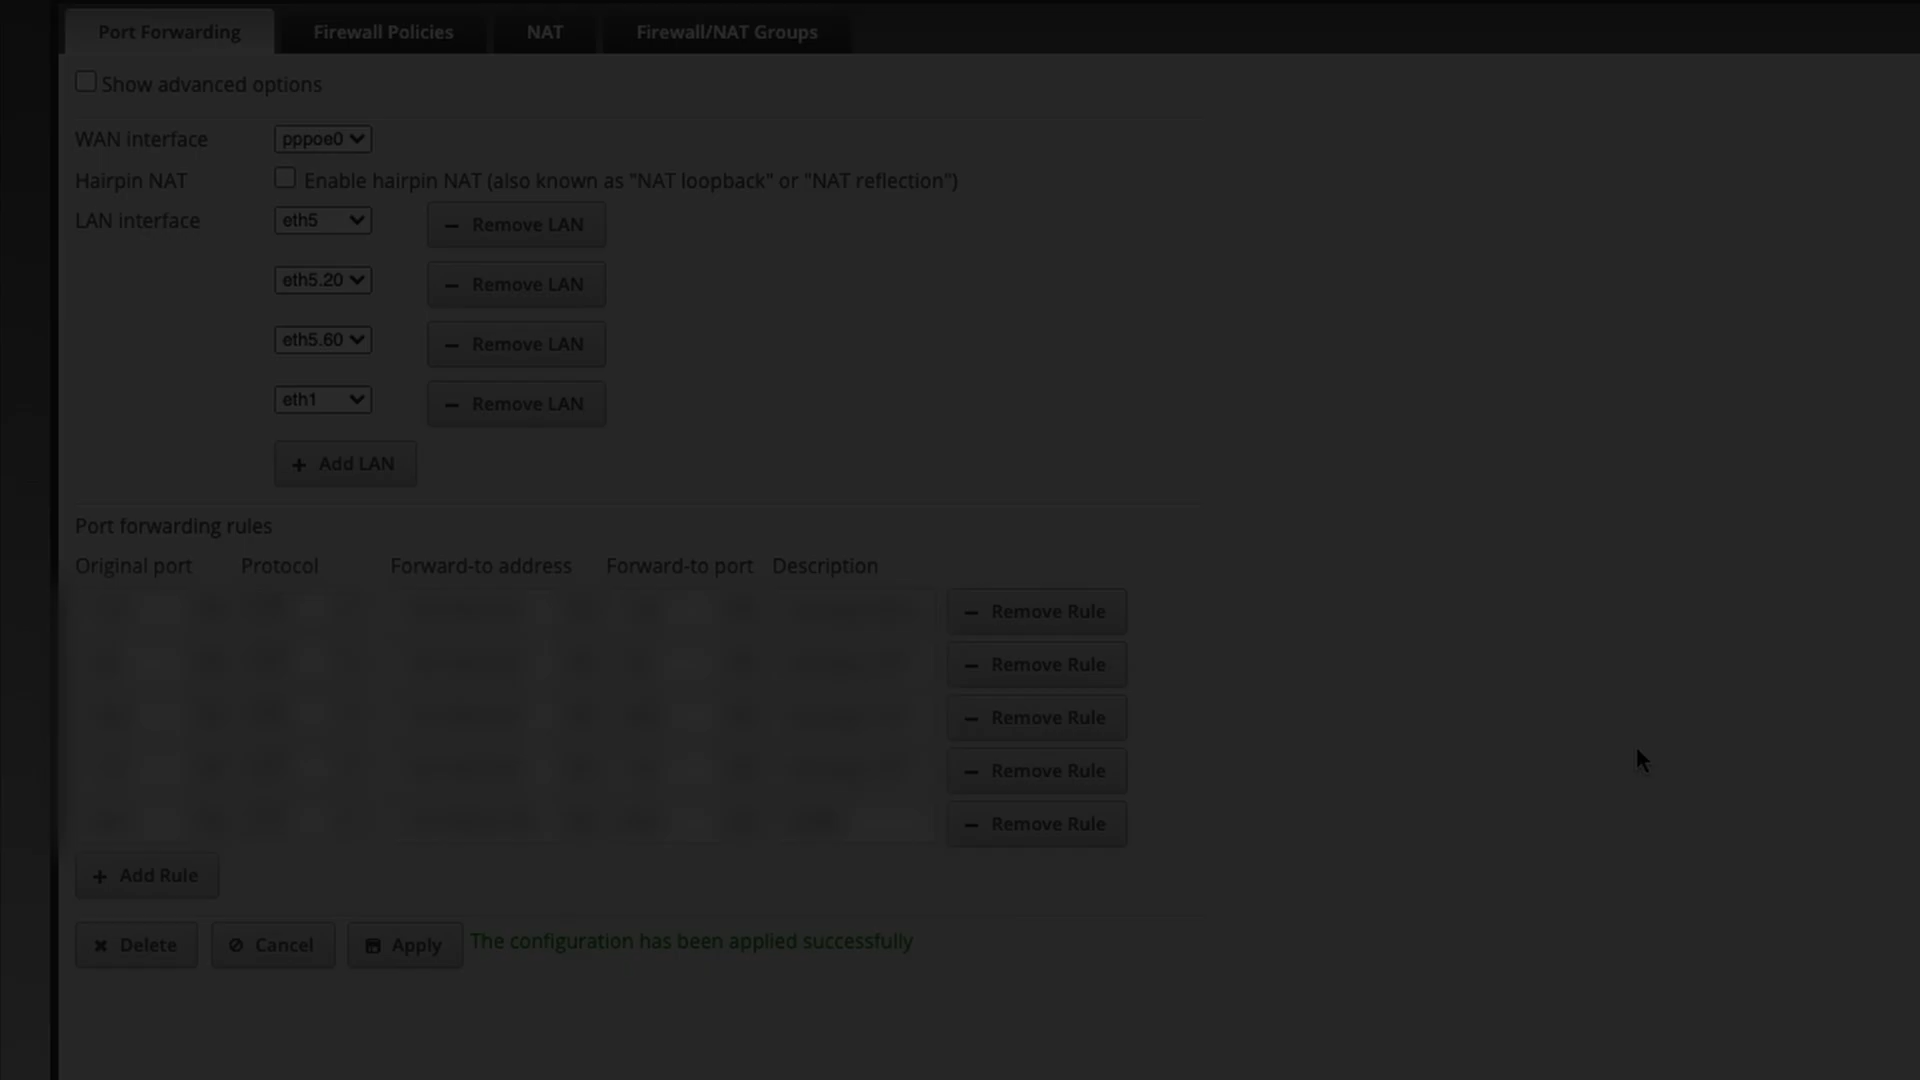 Port Forwarding Firewall Policies NAT Firewall/NAT Groups
Show advanced options
WAN interface pppoe0
Hairpin NAT Enable hairpin NAT (also known as "NAT loopback" or "NAT reflection")
LAN interface eth5 Remove LAN
eth5.20 Remove LAN
eth5.60 Remove LAN
eth1 Remove LAN
Add LAN
Port forwarding rules
Original port Protocol Forward-to address Forward-to port Description
Remove Rule
Remove Rule
Remove Rule
Remove Rule
Remove Rule
Add Rule
Delete Cancel Apply The configuration has been applied successfully